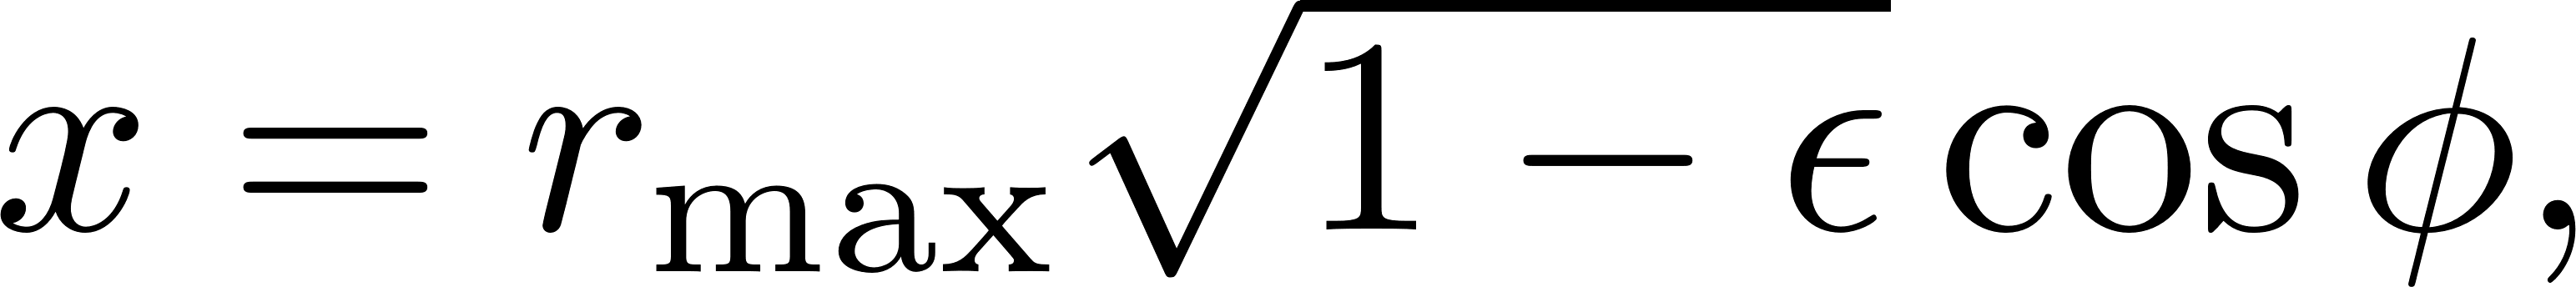 x = r_max √(1 − ϵ) cos ϕ,